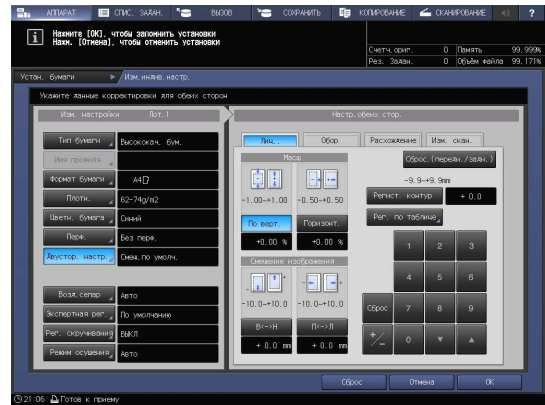 АППАРАТ СПИС. ЗАДАН. ВЫЗОВ СОХРАНИТЬ КОПИРОВАНИЕ СКАНИРОВАНИЕ ?
Нажмите [OK], чтобы запомнить установки
Нажм. [Отмена], чтобы отменить установки
Счетч.ориг. 0 Память 99.999%
Рез. Задан. 0 Объём файла 99.171%
Устан. бумаги Изм.индив.настр.
Укажите данные корректировки для обеих сторон
Изм. настройки Лот.1 Настр.обеих стор.
Тип бумаги Высококач. бум.
Имя профиля
Формат бумаги A4
Плотн. 62-74g/m2
Цветн. бумага Синий
Перф. Без перф.
Двустор. настр. Смещ.по умолч.
Возд.сепар Авто
Экспертная рег. По умолчанию
Рег. скручивания ВЫКЛ
Режим осушения Авто
Лиц. Обор Расхождение Изм. скан.
Масш
-1.00~+1.00 -0.50~+0.50
По верт. Горизонт.
+0.00 % +0.00 %
Смещение изображения
-10.0~+10.0 -10.0~+10.0
В<->Н П<->Л
+ 0.0 mm + 0.0 mm
Сброс.(передн./задн.)
-9.9~+9.9mm
Регист. контур + 0.0
Рег. по таблице
1 2 3
4 5 6
Сброс 7 8 9
+/- 0 ▼ ▲
Сброс Отмена OK
21:06 Готов к приему